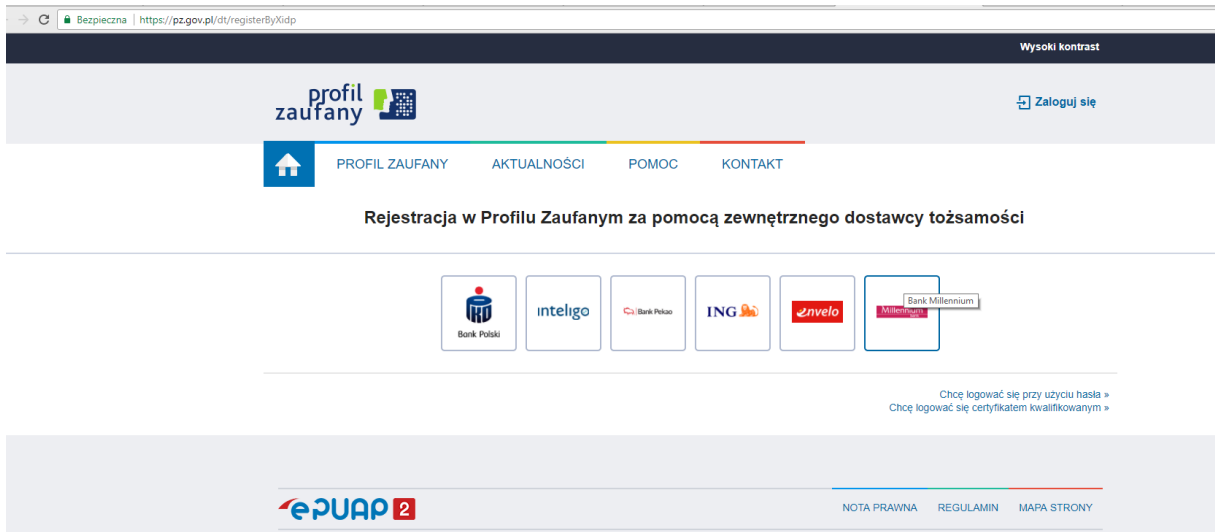 Bezpieczna | https://pz.gov.pl/dt/registerByXidp
Wysoki kontrast
profil
zaufany
Zaloguj się
PROFIL ZAUFANY AKTUALNOŚCI POMOC KONTAKT
Rejestracja w Profilu Zaufanym za pomocą zewnętrznego dostawcy tożsamości
Bank Polski
inteligo
Bank Pekao
ING
envelo
Bank Millennium
Millennium
Chcę logować się przy użyciu hasła »
Chcę logować się certyfikatem kwalifikowanym »
ePUAP 2
NOTA PRAWNA REGULAMIN MAPA STRONY